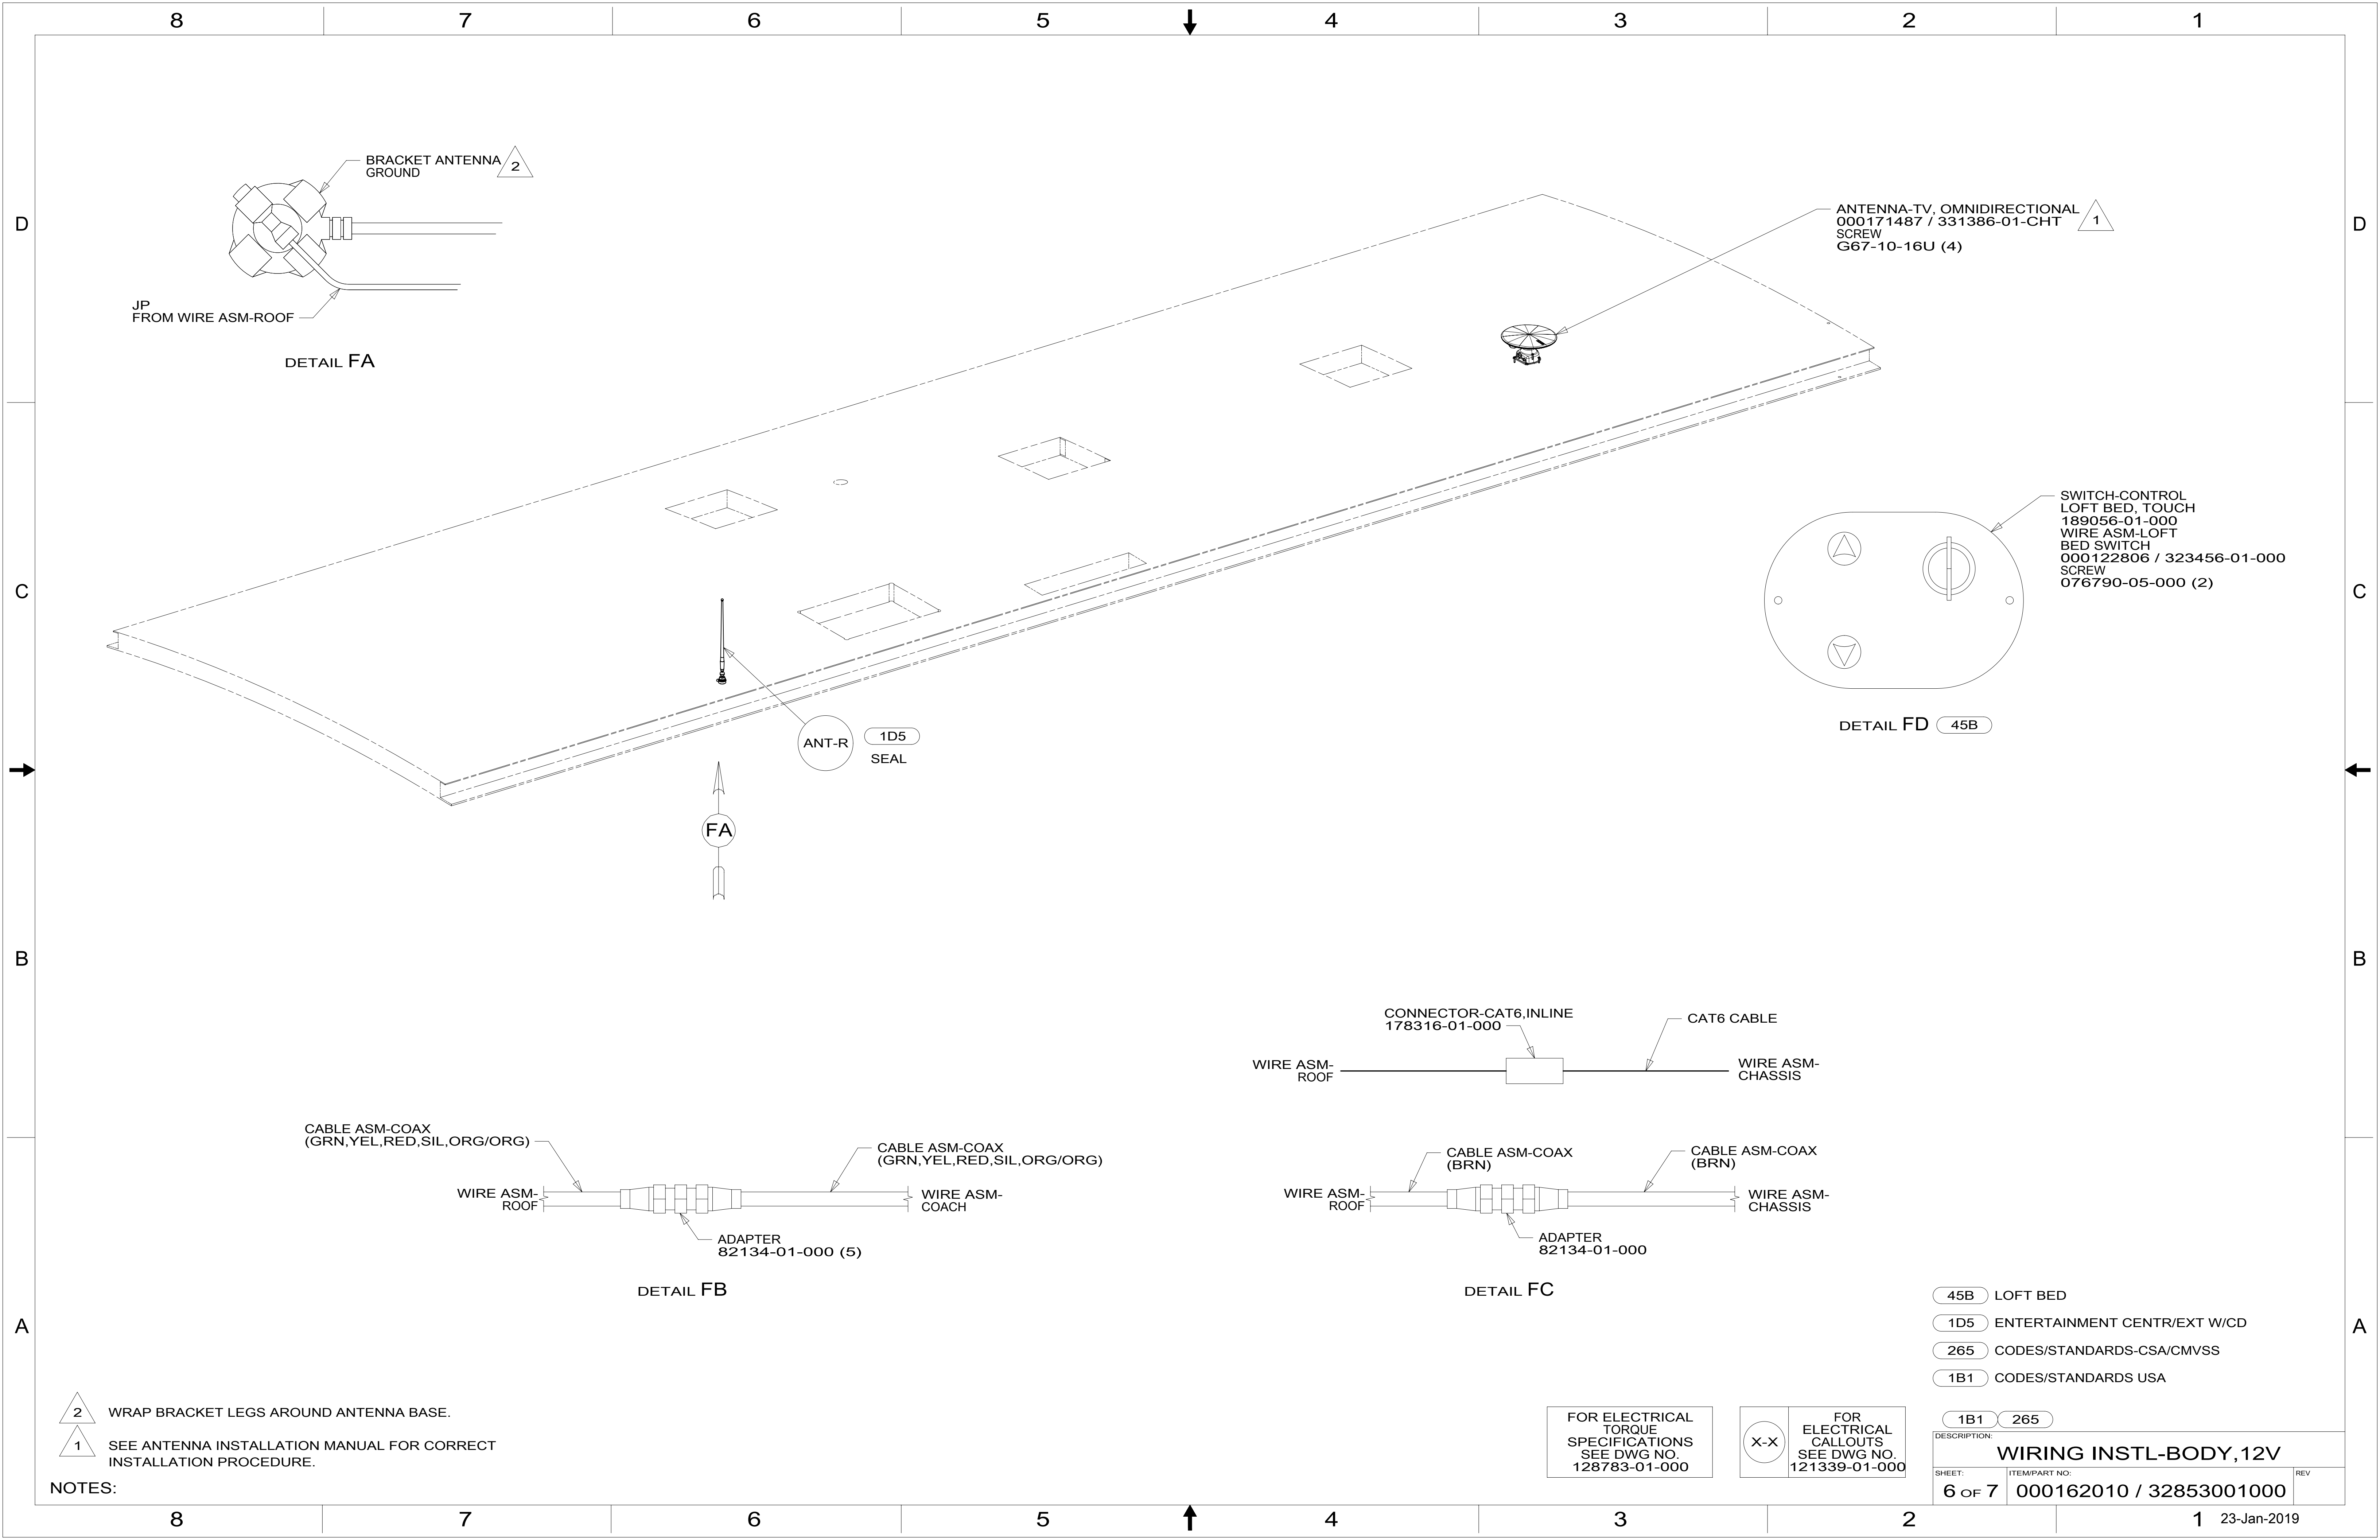 8 7 6 5 4 3 2 1
D
C
B
A
D
C
B
A
BRACKET ANTENNA
GROUND
2
JP
FROM WIRE ASM-ROOF
DETAIL FA
ANTENNA-TV, OMNIDIRECTIONAL
000171487 / 331386-01-CHT
SCREW
G67-10-16U (4)
1
SWITCH-CONTROL
LOFT BED, TOUCH
189056-01-000
WIRE ASM-LOFT
BED SWITCH
000122806 / 323456-01-000
SCREW
076790-05-000 (2)
DETAIL FD 45B
ANT-R
1D5
SEAL
FA
CONNECTOR-CAT6,INLINE
178316-01-000
CAT6 CABLE
WIRE ASM-
ROOF
WIRE ASM-
CHASSIS
CABLE ASM-COAX
(GRN,YEL,RED,SIL,ORG/ORG)
CABLE ASM-COAX
(GRN,YEL,RED,SIL,ORG/ORG)
WIRE ASM-
ROOF
WIRE ASM-
COACH
ADAPTER
82134-01-000 (5)
DETAIL FB
CABLE ASM-COAX
(BRN)
CABLE ASM-COAX
(BRN)
WIRE ASM-
ROOF
WIRE ASM-
CHASSIS
ADAPTER
82134-01-000
DETAIL FC
45B LOFT BED
1D5 ENTERTAINMENT CENTR/EXT W/CD
265 CODES/STANDARDS-CSA/CMVSS
1B1 CODES/STANDARDS USA
2 WRAP BRACKET LEGS AROUND ANTENNA BASE.
1 SEE ANTENNA INSTALLATION MANUAL FOR CORRECT
INSTALLATION PROCEDURE.
NOTES:
FOR ELECTRICAL
TORQUE
SPECIFICATIONS
SEE DWG NO.
128783-01-000
X-X
FOR
ELECTRICAL
CALLOUTS
SEE DWG NO.
121339-01-000
1B1 265
DESCRIPTION:
WIRING INSTL-BODY,12V
SHEET:
6 OF 7
ITEM/PART NO:
000162010 / 32853001000
REV
8 7 6 5 4 3 2 1
23-Jan-2019